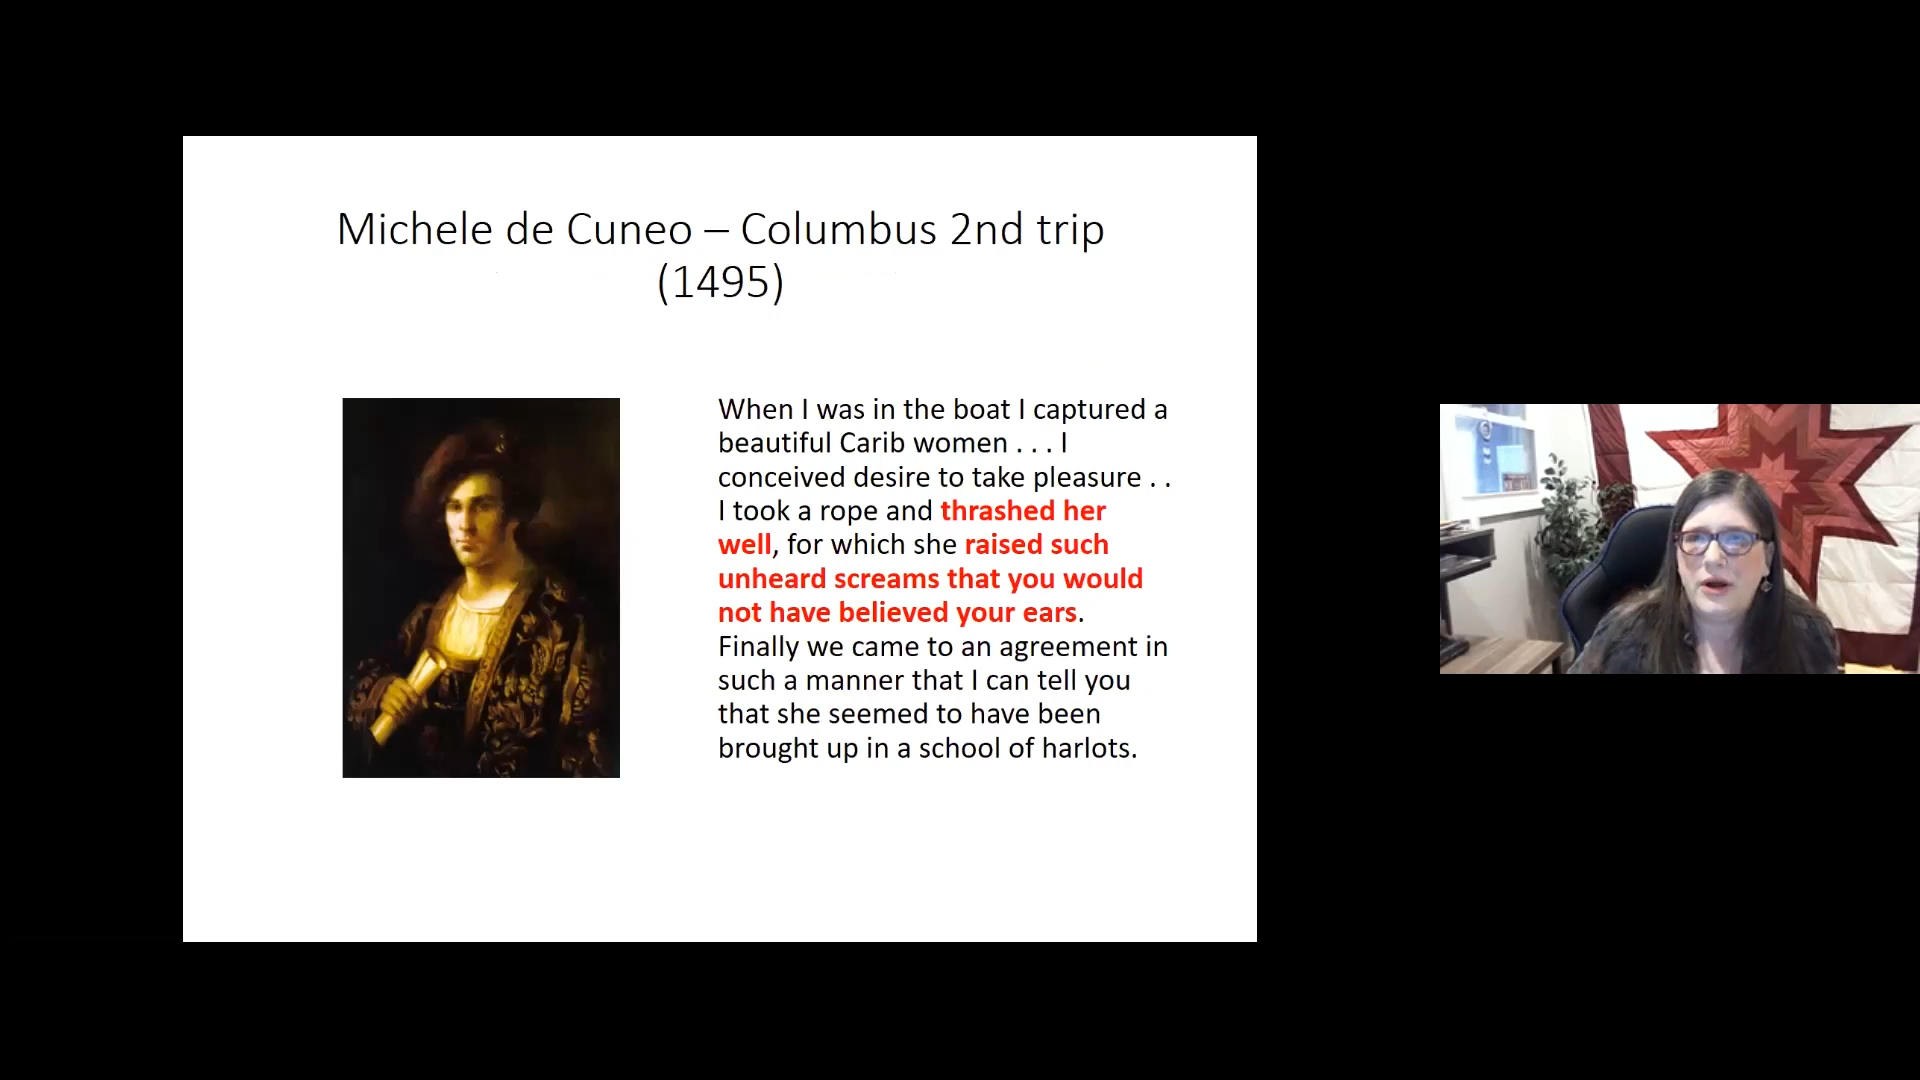 Michele de Cuneo – Columbus 2nd trip
(1495)
When I was in the boat I captured a
beautiful Carib women . . . I
conceived desire to take pleasure . .
I took a rope and thrashed her
well, for which she raised such
unheard screams that you would
not have believed your ears.
Finally we came to an agreement in
such a manner that I can tell you
that she seemed to have been
brought up in a school of harlots.